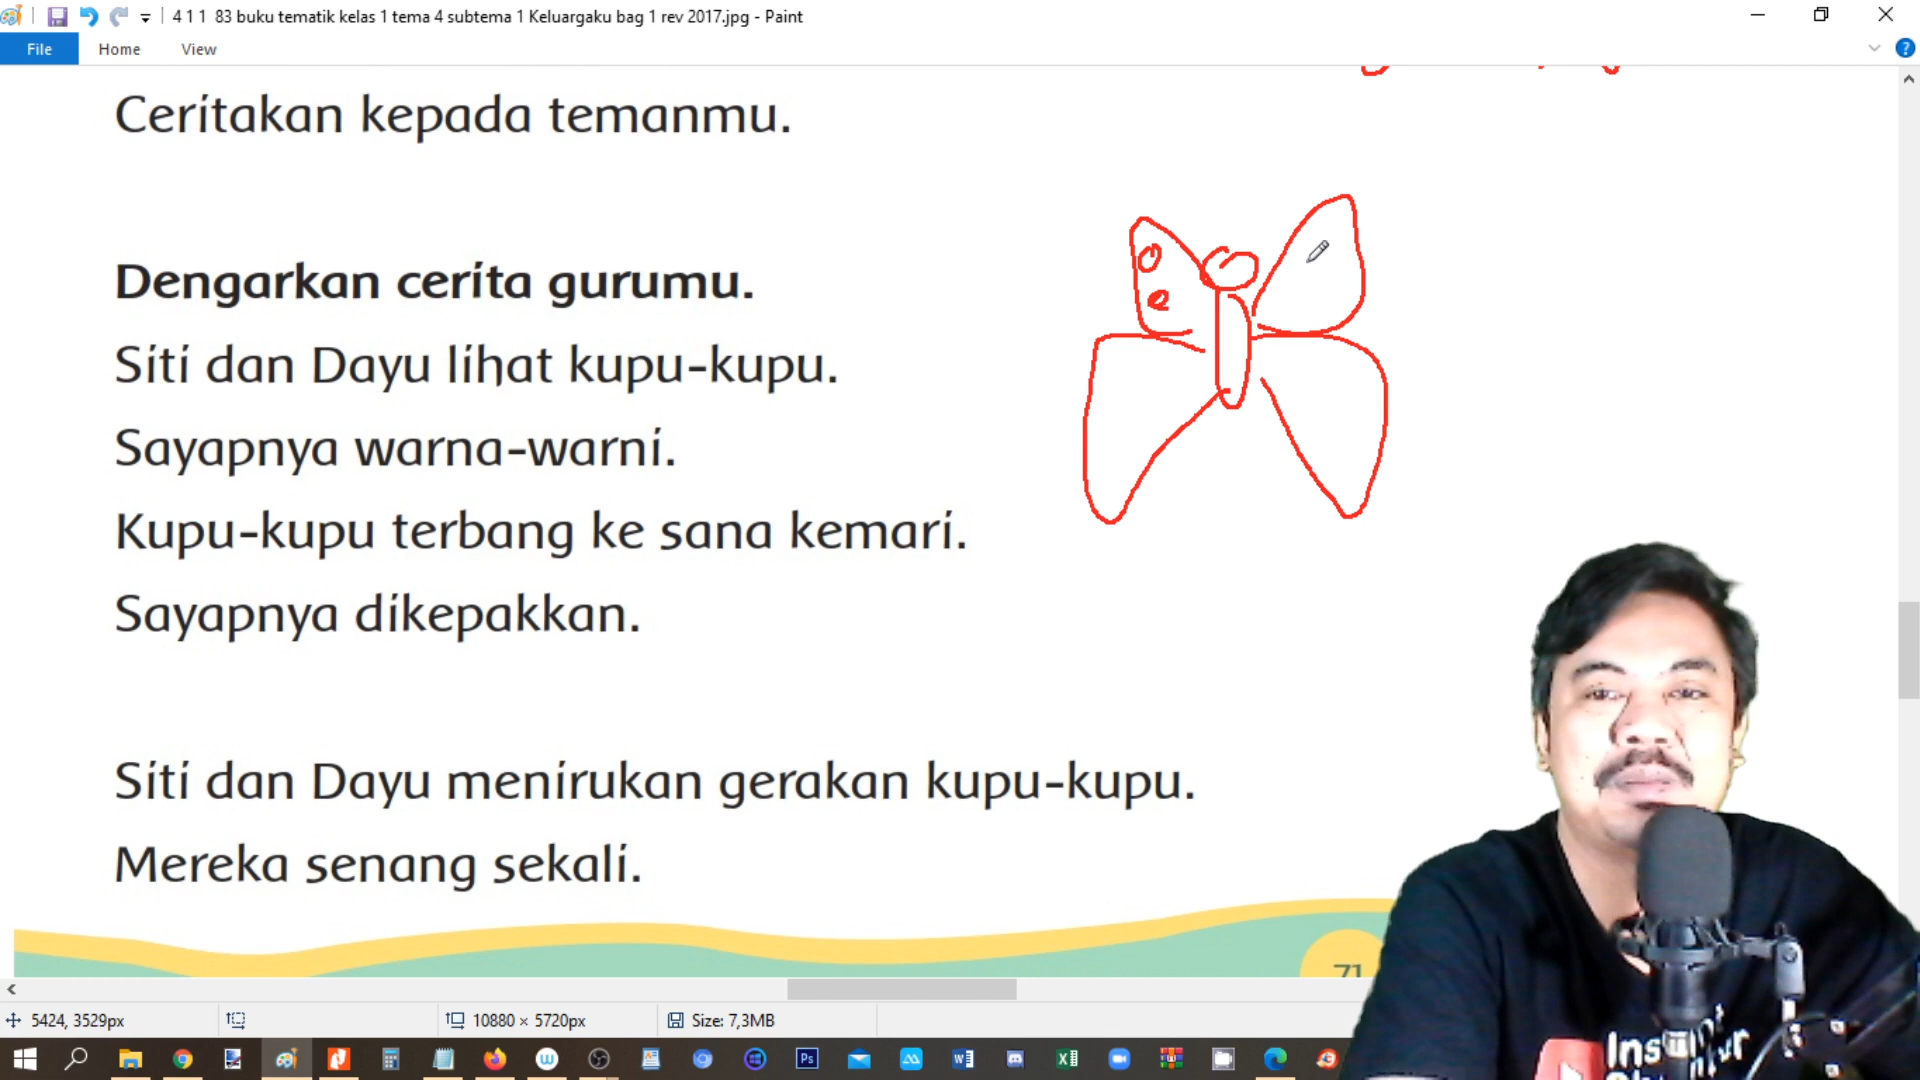 4 1 1 83 buku tematik kelas 1 tema 4 subtema 1 Keluargaku bag 1 rev 2017.jpg - Paint
File Home View
Ceritakan kepada temanmu.
Dengarkan cerita gurumu.
Siti dan Dayu lihat kupu-kupu.
Sayapnya warna-warni.
Kupu-kupu terbang ke sana kemari.
Sayapnya dikepakkan.
Siti dan Dayu menirukan gerakan kupu-kupu.
Mereka senang sekali.
71
5424, 3529px
10880 × 5720px
Size: 7,3MB